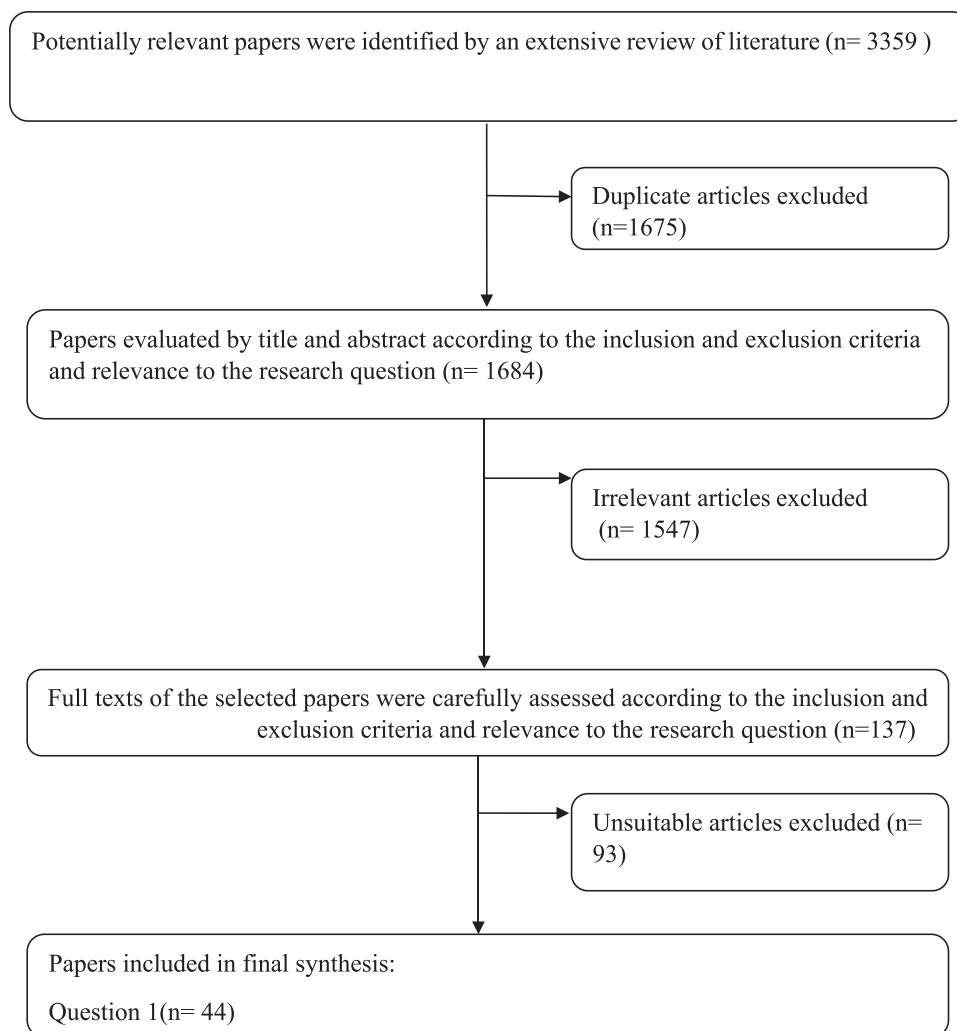 Potentially relevant papers were identified by an extensive review of literature (n= 3359 )
Duplicate articles excluded
(n=1675)
Papers evaluated by title and abstract according to the inclusion and exclusion criteria
and relevance to the research question (n= 1684)
Irrelevant articles excluded
(n= 1547)
Full texts of the selected papers were carefully assessed according to the inclusion and
exclusion criteria and relevance to the research question (n=137)
Unsuitable articles excluded (n=
93)
Papers included in final synthesis:
Question 1(n= 44)